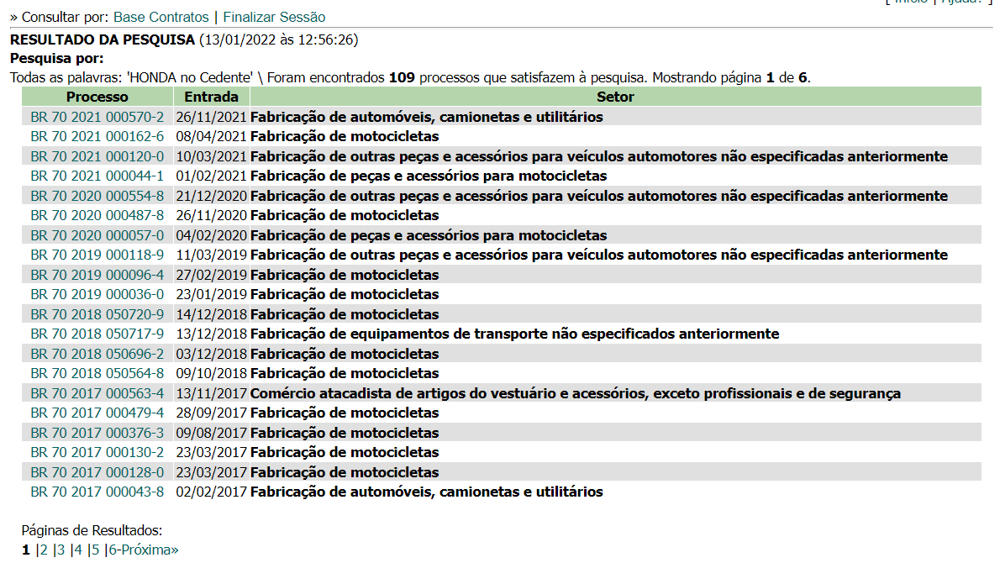 [ Início | Ajuda? ]
» Consultar por: Base Contratos | Finalizar Sessão
RESULTADO DA PESQUISA (13/01/2022 às 12:56:26)
Pesquisa por:
Todas as palavras: 'HONDA no Cedente' \ Foram encontrados 109 processos que satisfazem à pesquisa. Mostrando página 1 de 6.
Processo Entrada Setor
BR 70 2021 000570-2 26/11/2021 Fabricação de automóveis, camionetas e utilitários
BR 70 2021 000162-6 08/04/2021 Fabricação de motocicletas
BR 70 2021 000120-0 10/03/2021 Fabricação de outras peças e acessórios para veículos automotores não especificadas anteriormente
BR 70 2021 000044-1 01/02/2021 Fabricação de peças e acessórios para motocicletas
BR 70 2020 000554-8 21/12/2020 Fabricação de outras peças e acessórios para veículos automotores não especificadas anteriormente
BR 70 2020 000487-8 26/11/2020 Fabricação de motocicletas
BR 70 2020 000057-0 04/02/2020 Fabricação de peças e acessórios para motocicletas
BR 70 2019 000118-9 11/03/2019 Fabricação de outras peças e acessórios para veículos automotores não especificadas anteriormente
BR 70 2019 000096-4 27/02/2019 Fabricação de motocicletas
BR 70 2019 000036-0 23/01/2019 Fabricação de motocicletas
BR 70 2018 050720-9 14/12/2018 Fabricação de motocicletas
BR 70 2018 050717-9 13/12/2018 Fabricação de equipamentos de transporte não especificados anteriormente
BR 70 2018 050696-2 03/12/2018 Fabricação de motocicletas
BR 70 2018 050564-8 09/10/2018 Fabricação de motocicletas
BR 70 2017 000563-4 13/11/2017 Comércio atacadista de artigos do vestuário e acessórios, exceto profissionais e de segurança
BR 70 2017 000479-4 28/09/2017 Fabricação de motocicletas
BR 70 2017 000376-3 09/08/2017 Fabricação de motocicletas
BR 70 2017 000130-2 23/03/2017 Fabricação de motocicletas
BR 70 2017 000128-0 23/03/2017 Fabricação de motocicletas
BR 70 2017 000043-8 02/02/2017 Fabricação de automóveis, camionetas e utilitários
Páginas de Resultados:
1 |2 |3 |4 |5 |6-Próxima»